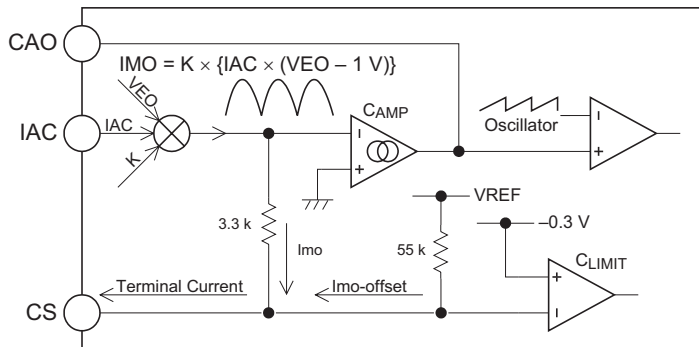 CAO
IMO = K × {IAC × (VEO – 1 V)}
VEO
IAC
IAC
K
CAMP
Oscillator
VREF
–0.3 V
3.3 k
Imo
55 k
CLIMIT
Terminal Current
Imo-offset
CS